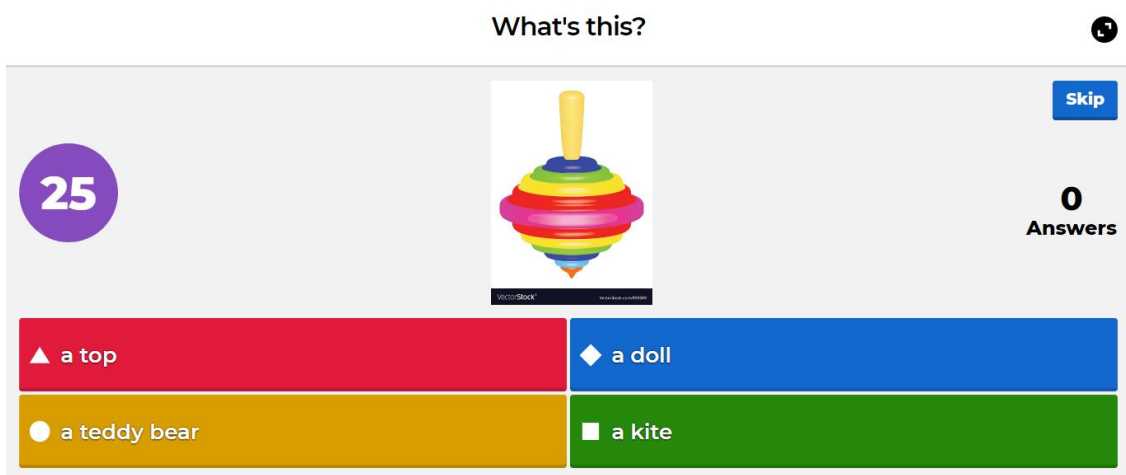 What's this?
Skip
25
0
Answers
VectorStock®
a top
a doll
a teddy bear
a kite